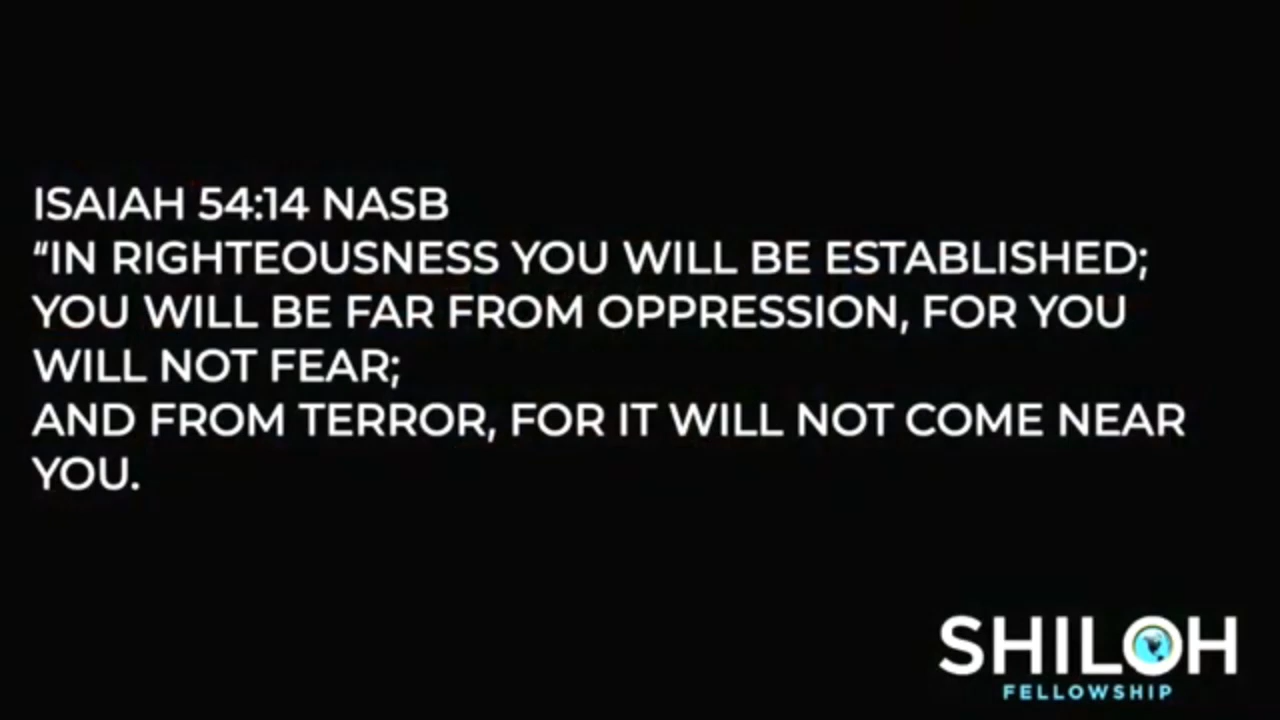 ISAIAH 54:14 NASB
“IN RIGHTEOUSNESS YOU WILL BE ESTABLISHED;
YOU WILL BE FAR FROM OPPRESSION, FOR YOU
WILL NOT FEAR;
AND FROM TERROR, FOR IT WILL NOT COME NEAR
YOU.
SHILOH
FELLOWSHIP